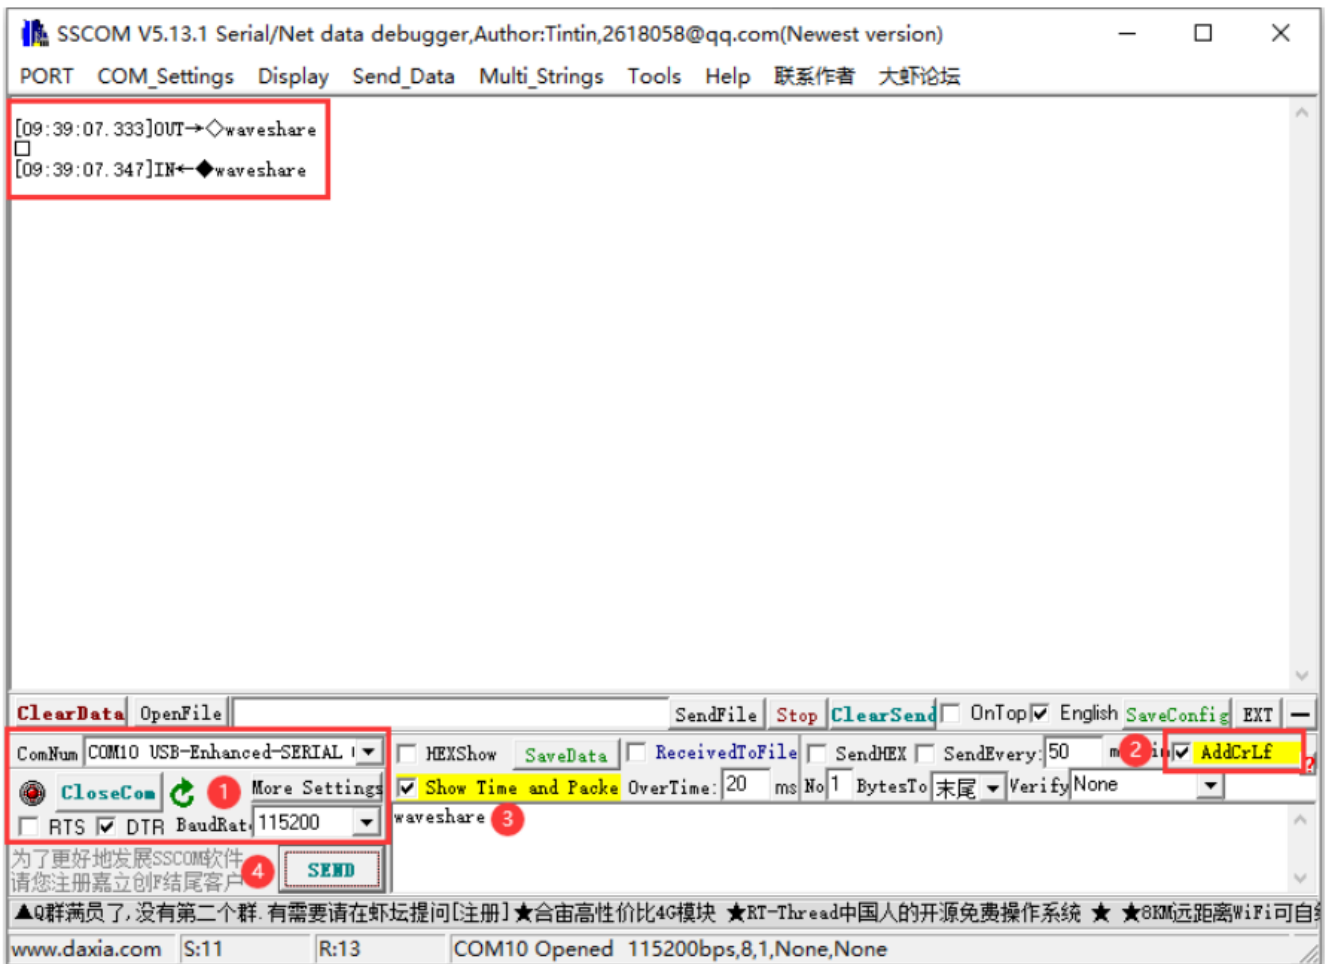 SSCOM V5.13.1 Serial/Net data debugger,Author:Tintin,2618058@qq.com(Newest version)
PORT COM_Settings Display Send_Data Multi_Strings Tools Help 联系作者 大虾论坛
[09:39:07.333]OUT→◇waveshare
□
[09:39:07.347]IN←◆waveshare
ClearData OpenFile SendFile Stop ClearSend OnTop English SaveConfig EXT
ComNum COM10 USB-Enhanced-SERIAL HEXShow SaveData ReceivedToFile SendHEX SendEvery: 50 2 AddCrLf
CloseCom 1 More Settings Show Time and Packe OverTime: 20 ms No 1 BytesTo 末尾 Verify None ?
RTS DTR BaudRat 115200 waveshare 3
为了更好地发展SSCOM软件
请您注册嘉立创F结尾客户 4 SEND
▲Q群满员了,没有第二个群.有需要请在虾坛提问[注册]★合宙高性价比4G模块 ★RT-Thread中国人的开源免费操作系统 ★ ★8KM远距离WiFi可自
www.daxia.com S:11 R:13 COM10 Opened 115200bps,8,1,None,None